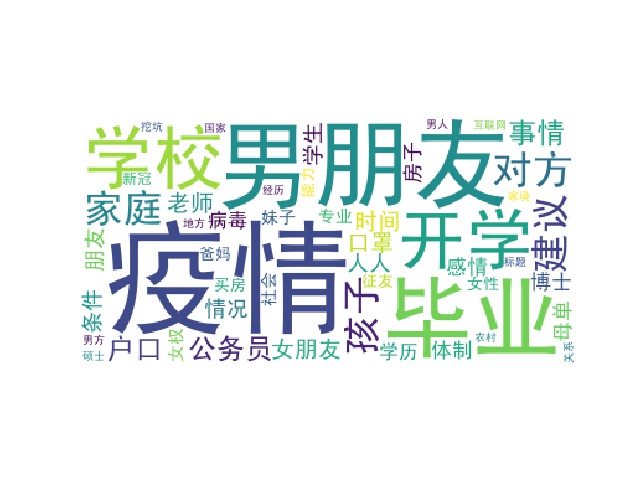 挖坑
国家
男朋友
男人
互联网
学校
学生
房子
事情
新冠
经历
能力
对方
家庭
老师
家境
地方
病毒
妹子
专业
时间
开学
建议
朋友
疫情
口罩
爸妈
人人
感情
标题
博士
社会
征友
女性
买房
条件
情况
孩子
毕业
母单
男方
户口
女权
公务员
女朋友
学历
体制
农村
硕士
关系